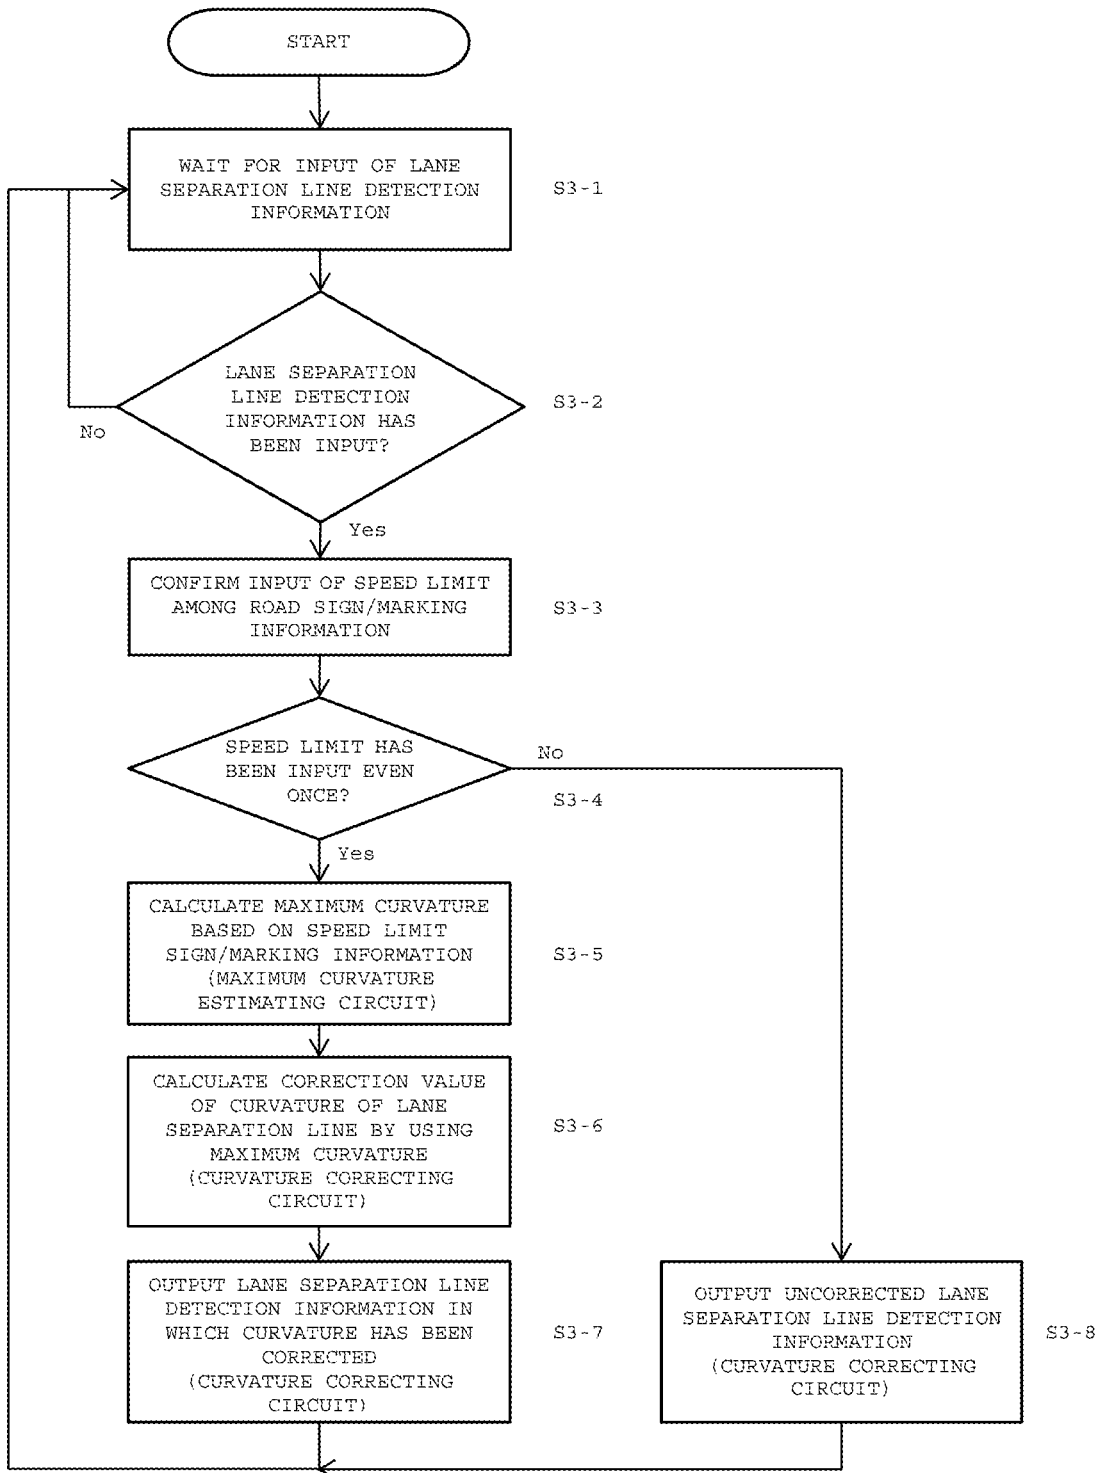 START
WAIT FOR INPUT OF LANE
SEPARATION LINE DETECTION
INFORMATION
S3-1
LANE SEPARATION
LINE DETECTION
INFORMATION HAS
BEEN INPUT?
S3-2
No
Yes
CONFIRM INPUT OF SPEED LIMIT
AMONG ROAD SIGN/MARKING
INFORMATION
S3-3
SPEED LIMIT HAS
BEEN INPUT EVEN
ONCE?
No
S3-4
Yes
CALCULATE MAXIMUM CURVATURE
BASED ON SPEED LIMIT
SIGN/MARKING INFORMATION
(MAXIMUM CURVATURE
ESTIMATING CIRCUIT)
S3-5
CALCULATE CORRECTION VALUE
OF CURVATURE OF LANE
SEPARATION LINE BY USING
MAXIMUM CURVATURE
(CURVATURE CORRECTING
CIRCUIT)
S3-6
OUTPUT LANE SEPARATION LINE
DETECTION INFORMATION IN
WHICH CURVATURE HAS BEEN
CORRECTED
(CURVATURE CORRECTING
CIRCUIT)
S3-7
OUTPUT UNCORRECTED LANE
SEPARATION LINE DETECTION
INFORMATION
(CURVATURE CORRECTING
CIRCUIT)
S3-8